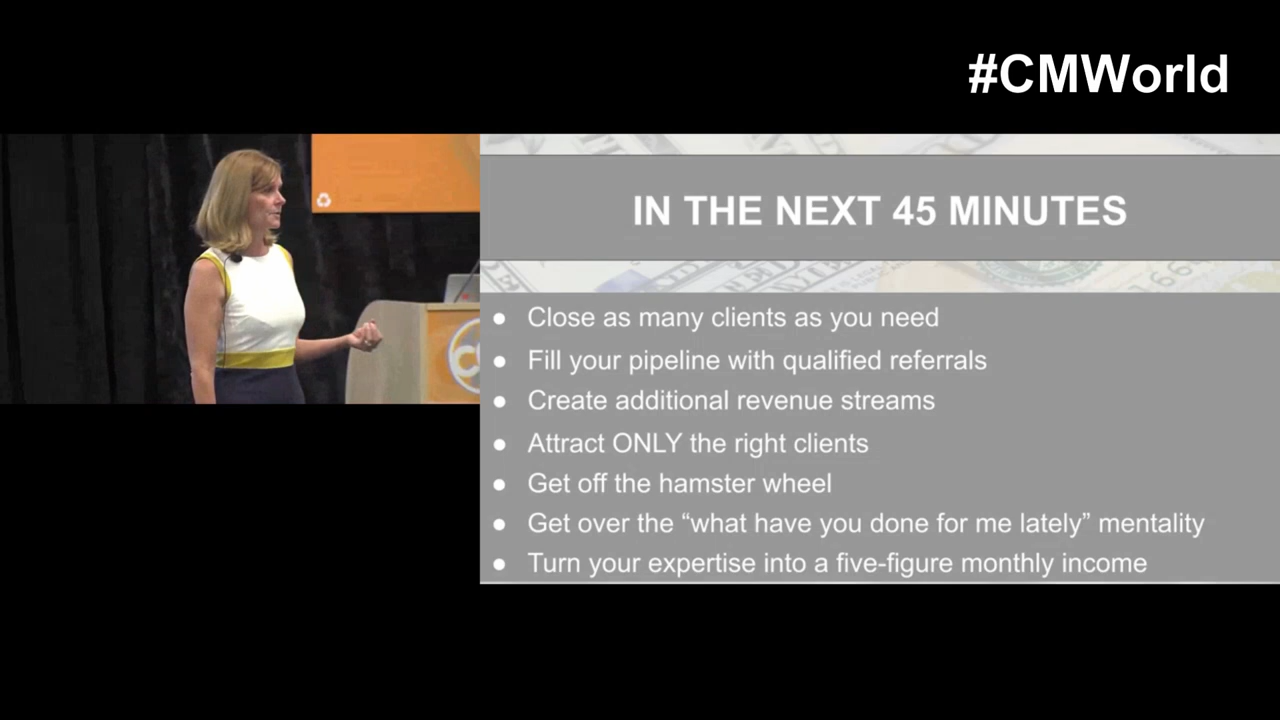 #CMWorld
IN THE NEXT 45 MINUTES
● Close as many clients as you need
● Fill your pipeline with qualified referrals
● Create additional revenue streams
● Attract ONLY the right clients
● Get off the hamster wheel
● Get over the “what have you done for me lately” mentality
● Turn your expertise into a five-figure monthly income